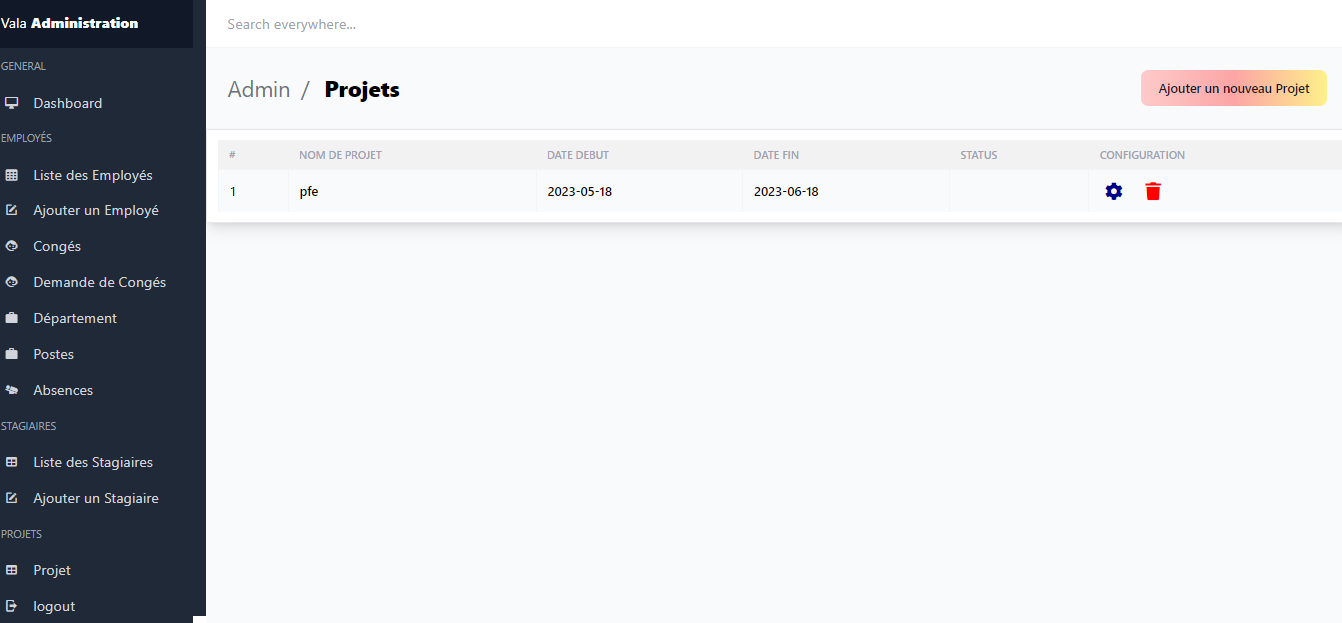 Vala Administration
Search everywhere...
GENERAL
Dashboard
EMPLOYÉS
Liste des Employés
Ajouter un Employé
Congés
Demande de Congés
Département
Postes
Absences
STAGIAIRES
Liste des Stagiaires
Ajouter un Stagiaire
PROJETS
Projet
logout
Admin / Projets
Ajouter un nouveau Projet
# NOM DE PROJET DATE DEBUT DATE FIN STATUS CONFIGURATION
1 pfe 2023-05-18 2023-06-18